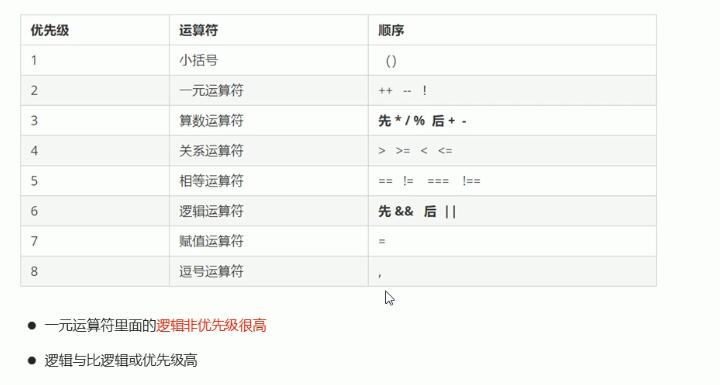 优先级 运算符 顺序
1 小括号 ()
2 一元运算符 ++ -- !
3 算数运算符 先 * / % 后 + -
4 关系运算符 > >= < <=
5 相等运算符 == != === !==
6 逻辑运算符 先 && 后 ||
7 赋值运算符 =
8 逗号运算符 ,
● 一元运算符里面的逻辑非优先级很高
● 逻辑与比逻辑或优先级高